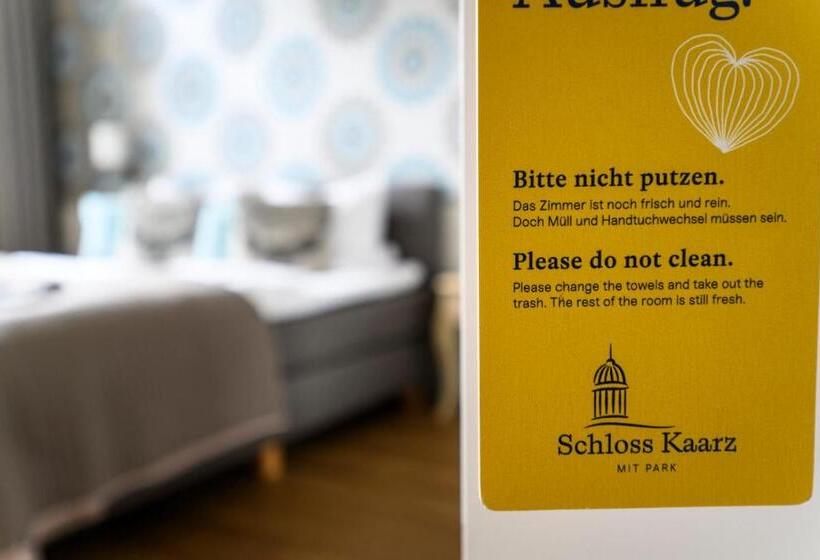 Bitte nicht putzen.
Das Zimmer ist noch frisch und rein.
Doch Müll und Handtuchwechsel müssen sein.
Please do not clean.
Please change the towels and take out the
trash. The rest of the room is still fresh.
Schloss Kaarz
MIT PARK